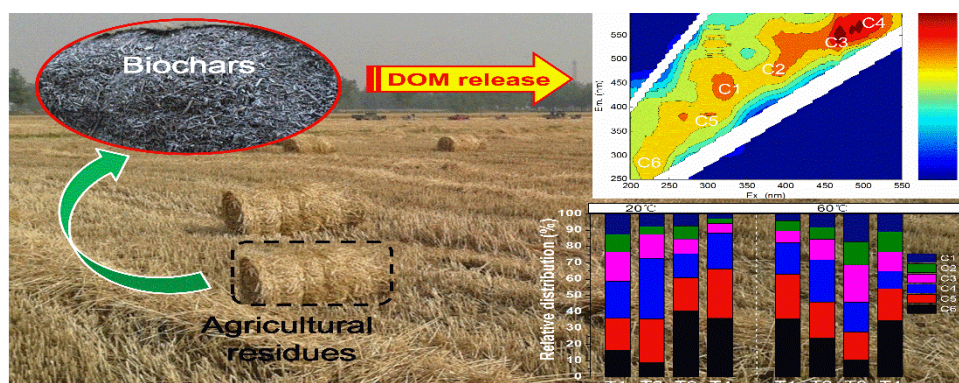 Biochars
DOM release
Agricultural
residues
Em. (nm)
550
500
450
400
350
300
250
C4
C3
C2
C1
C5
C6
200 250 300 350 400 450 500 550
Ex. (nm)
20℃ 60℃
Relative distribution (%)
100
90
80
70
60
50
40
30
20
10
0
C1
C2
C3
C4
C5
C6